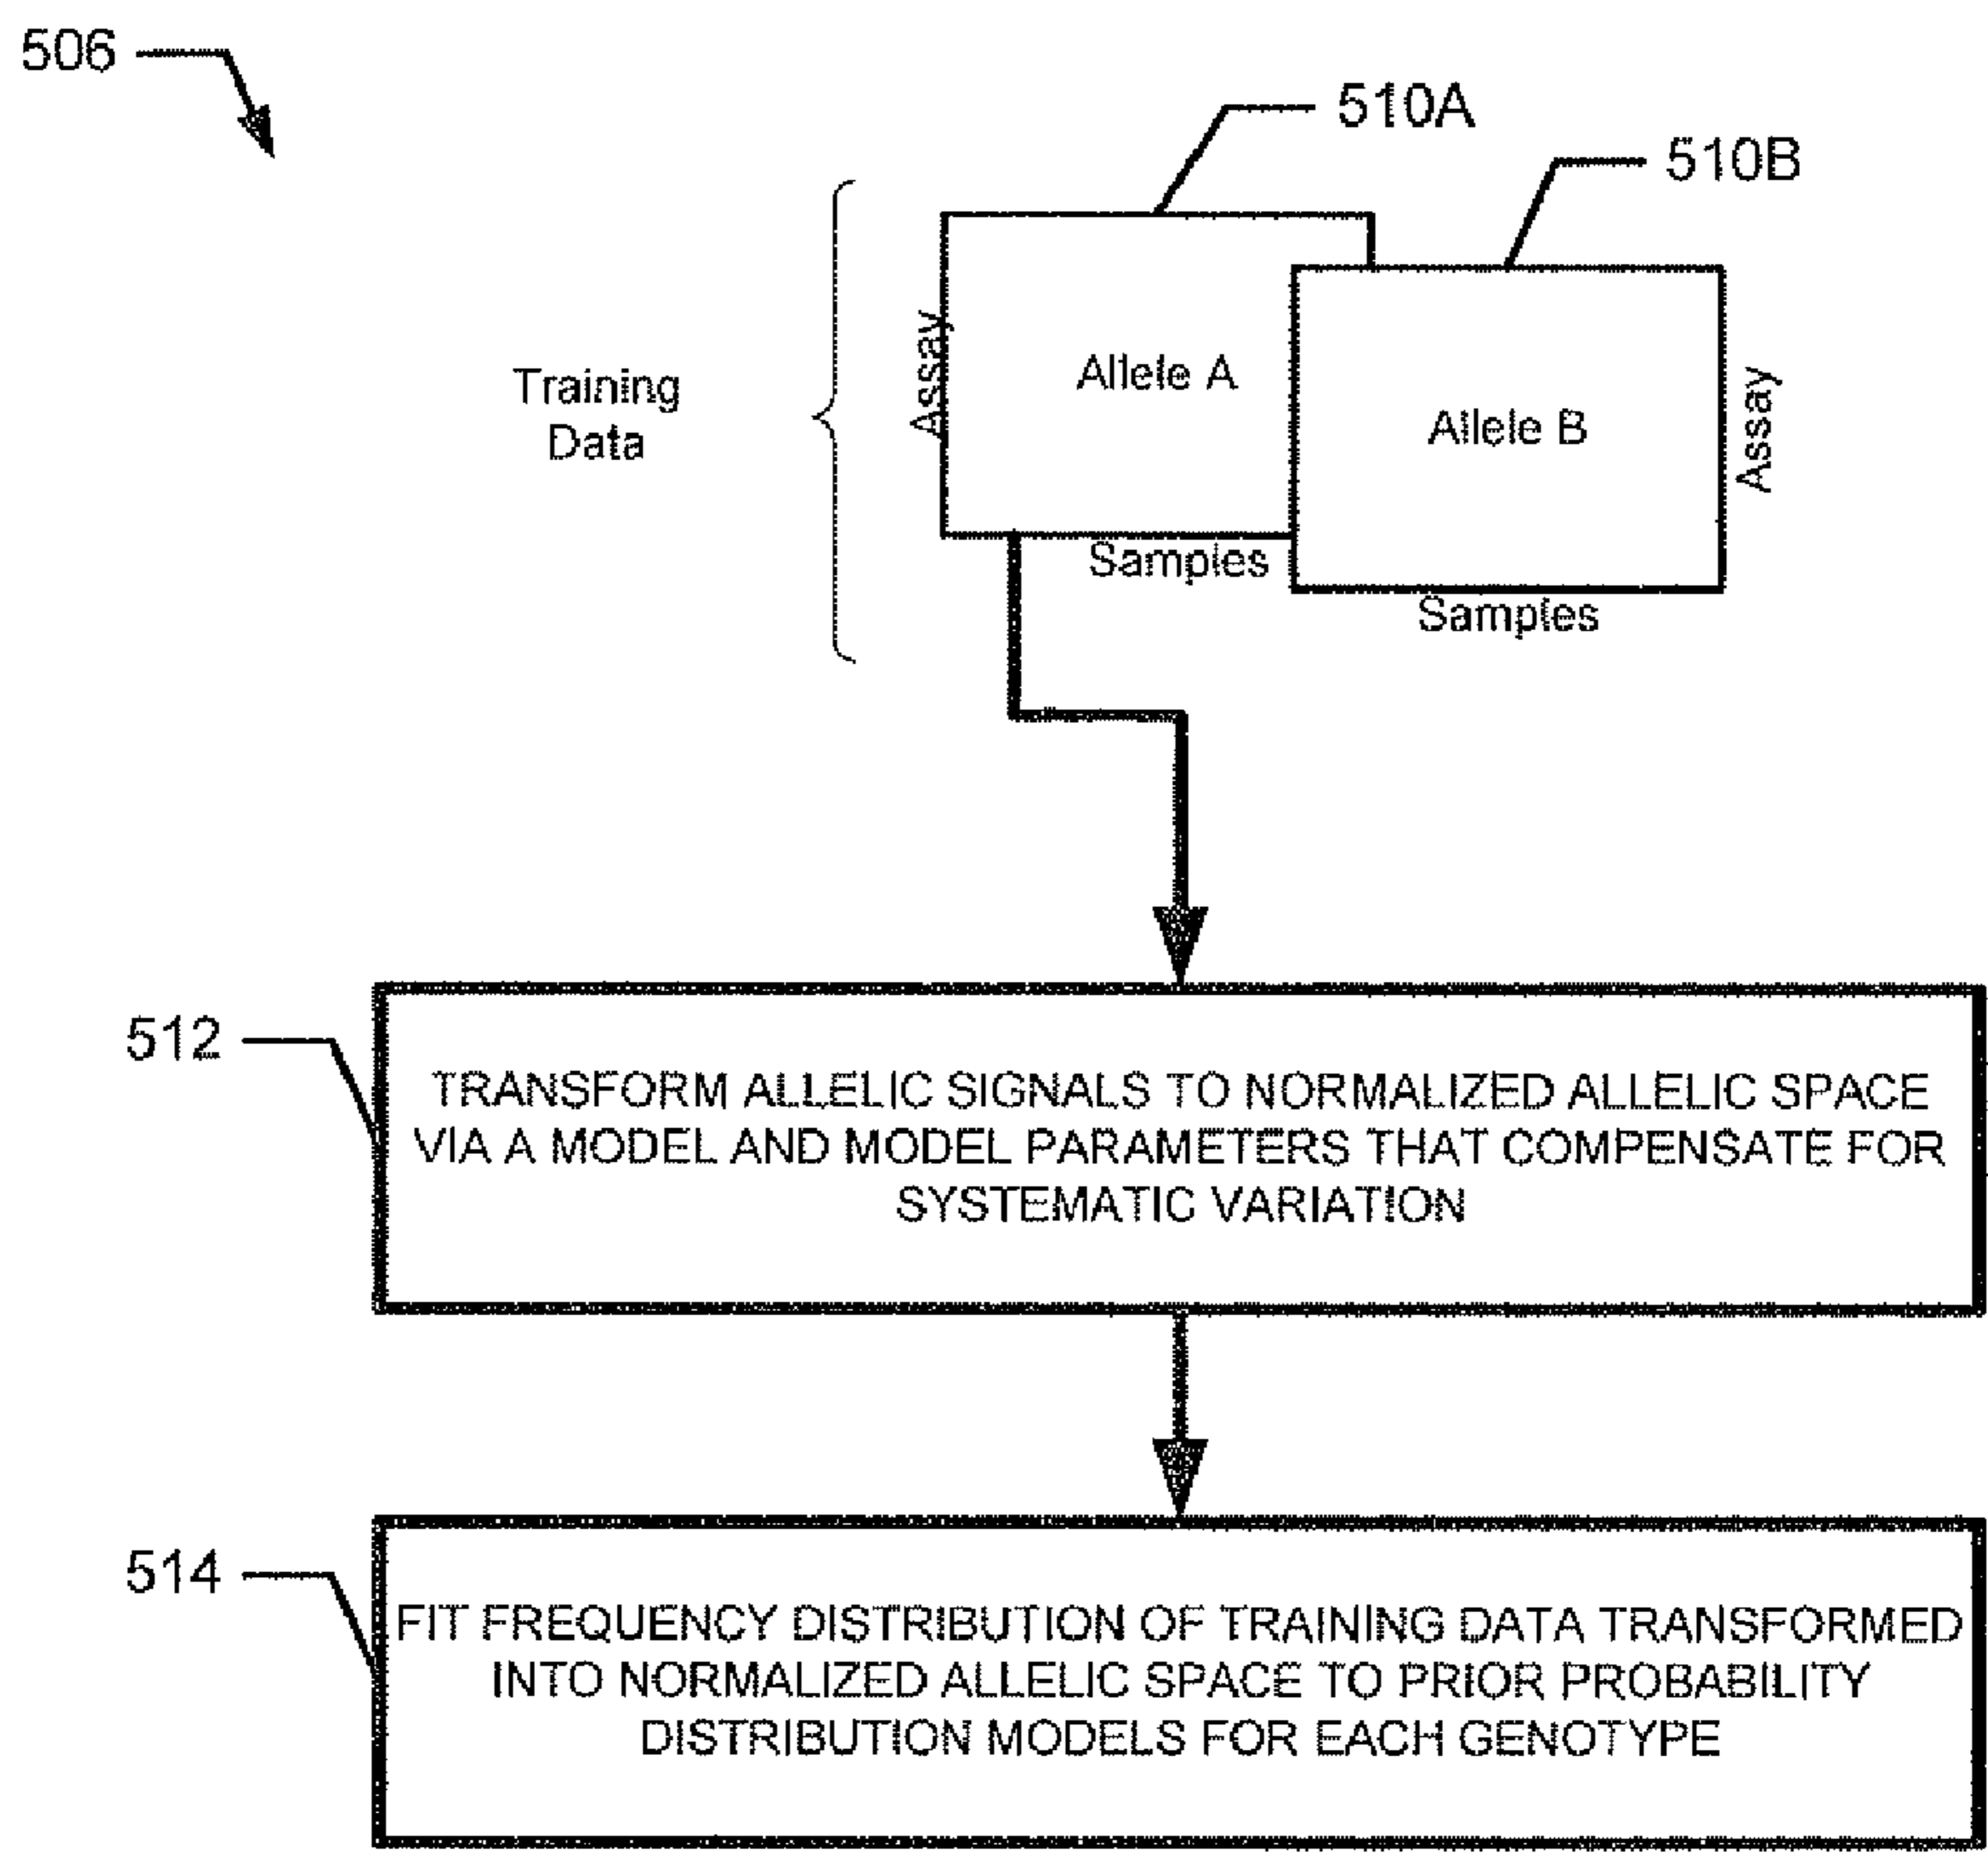 506
510A
510B
Training
Data
Assay
Allele A
Samples
Allele B
Assay
Samples
512
TRANSFORM ALLELIC SIGNALS TO NORMALIZED ALLELIC SPACE
VIA A MODEL AND MODEL PARAMETERS THAT COMPENSATE FOR
SYSTEMATIC VARIATION
514
FIT FREQUENCY DISTRIBUTION OF TRAINING DATA TRANSFORMED
INTO NORMALIZED ALLELIC SPACE TO PRIOR PROBABILITY
DISTRIBUTION MODELS FOR EACH GENOTYPE